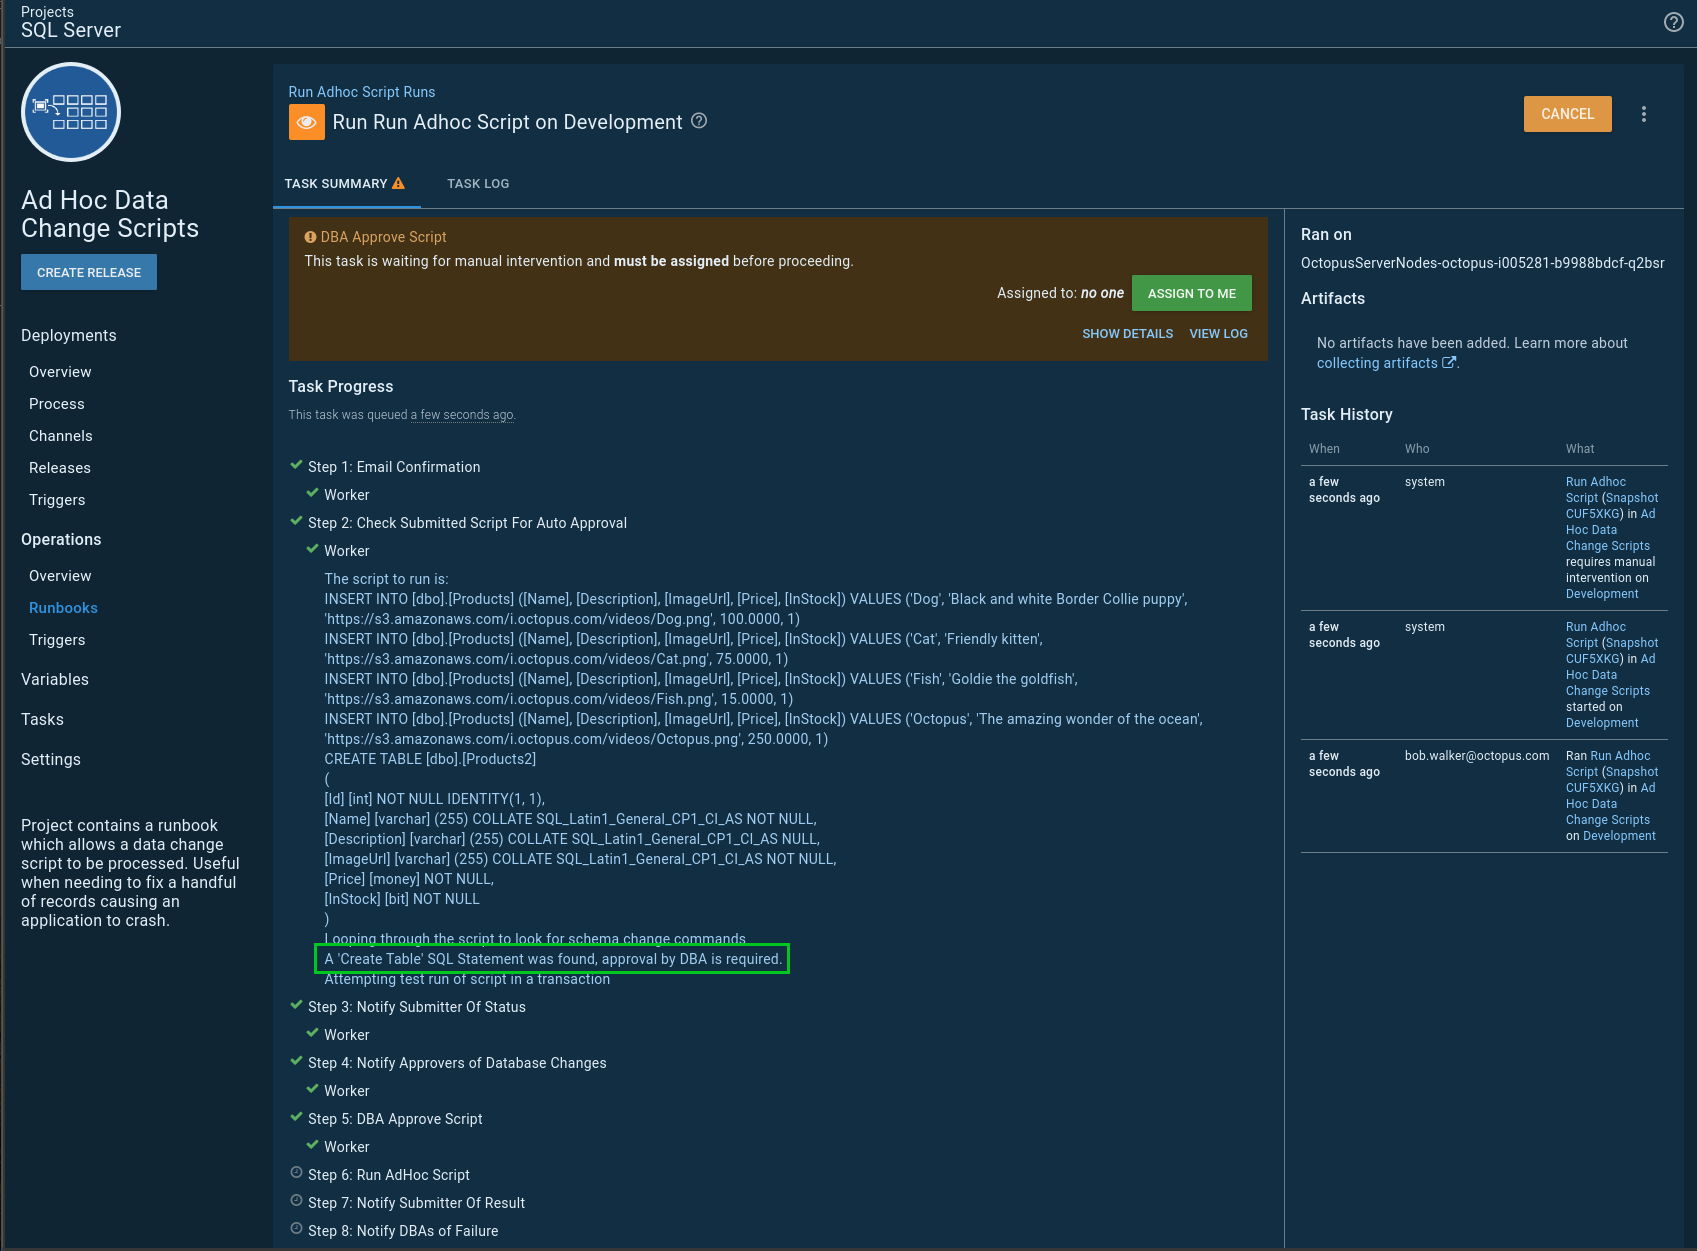 Projects
SQL Server
Ad Hoc Data
Change Scripts
CREATE RELEASE
Deployments
Overview
Process
Channels
Releases
Triggers
Operations
Overview
Runbooks
Triggers
Variables
Tasks
Settings
Project contains a runbook
which allows a data change
script to be processed. Useful
when needing to fix a handful
of records causing an
application to crash.
Run Adhoc Script Runs
Run Run Adhoc Script on Development
CANCEL
TASK SUMMARY
TASK LOG
DBA Approve Script
This task is waiting for manual intervention and must be assigned before proceeding.
Assigned to: no one
ASSIGN TO ME
SHOW DETAILS
VIEW LOG
Task Progress
This task was queued a few seconds ago.
Step 1: Email Confirmation
Worker
Step 2: Check Submitted Script For Auto Approval
Worker
The script to run is:
INSERT INTO [dbo].[Products] ([Name], [Description], [ImageUrl], [Price], [InStock]) VALUES ('Dog', 'Black and white Border Collie puppy',
'https://s3.amazonaws.com/i.octopus.com/videos/Dog.png', 100.0000, 1)
INSERT INTO [dbo].[Products] ([Name], [Description], [ImageUrl], [Price], [InStock]) VALUES ('Cat', 'Friendly kitten',
'https://s3.amazonaws.com/i.octopus.com/videos/Cat.png', 75.0000, 1)
INSERT INTO [dbo].[Products] ([Name], [Description], [ImageUrl], [Price], [InStock]) VALUES ('Fish', 'Goldie the goldfish',
'https://s3.amazonaws.com/i.octopus.com/videos/Fish.png', 15.0000, 1)
INSERT INTO [dbo].[Products] ([Name], [Description], [ImageUrl], [Price], [InStock]) VALUES ('Octopus', 'The amazing wonder of the ocean',
'https://s3.amazonaws.com/i.octopus.com/videos/Octopus.png', 250.0000, 1)
CREATE TABLE [dbo].[Products2]
(
[Id] [int] NOT NULL IDENTITY(1, 1),
[Name] [varchar] (255) COLLATE SQL_Latin1_General_CP1_CI_AS NOT NULL,
[Description] [varchar] (255) COLLATE SQL_Latin1_General_CP1_CI_AS NULL,
[ImageUrl] [varchar] (255) COLLATE SQL_Latin1_General_CP1_CI_AS NOT NULL,
[Price] [money] NOT NULL,
[InStock] [bit] NOT NULL
)
Looping through the script to look for schema change commands
A 'Create Table' SQL Statement was found, approval by DBA is required.
Attempting test run of script in a transaction
Step 3: Notify Submitter Of Status
Worker
Step 4: Notify Approvers of Database Changes
Worker
Step 5: DBA Approve Script
Worker
Step 6: Run AdHoc Script
Step 7: Notify Submitter Of Result
Step 8: Notify DBAs of Failure
Ran on
OctopusServerNodes-octopus-i005281-b9988bdcf-q2bsr
Artifacts
No artifacts have been added. Learn more about
collecting artifacts.
Task History
When Who What
a few
seconds ago
system
Run Adhoc
Script (Snapshot
CUF5XKG) in Ad
Hoc Data
Change Scripts
requires manual
intervention on
Development
a few
seconds ago
system
Run Adhoc
Script (Snapshot
CUF5XKG) in Ad
Hoc Data
Change Scripts
started on
Development
a few
seconds ago
bob.walker@octopus.com
Ran Run Adhoc
Script (Snapshot
CUF5XKG) in Ad
Hoc Data
Change Scripts
on Development